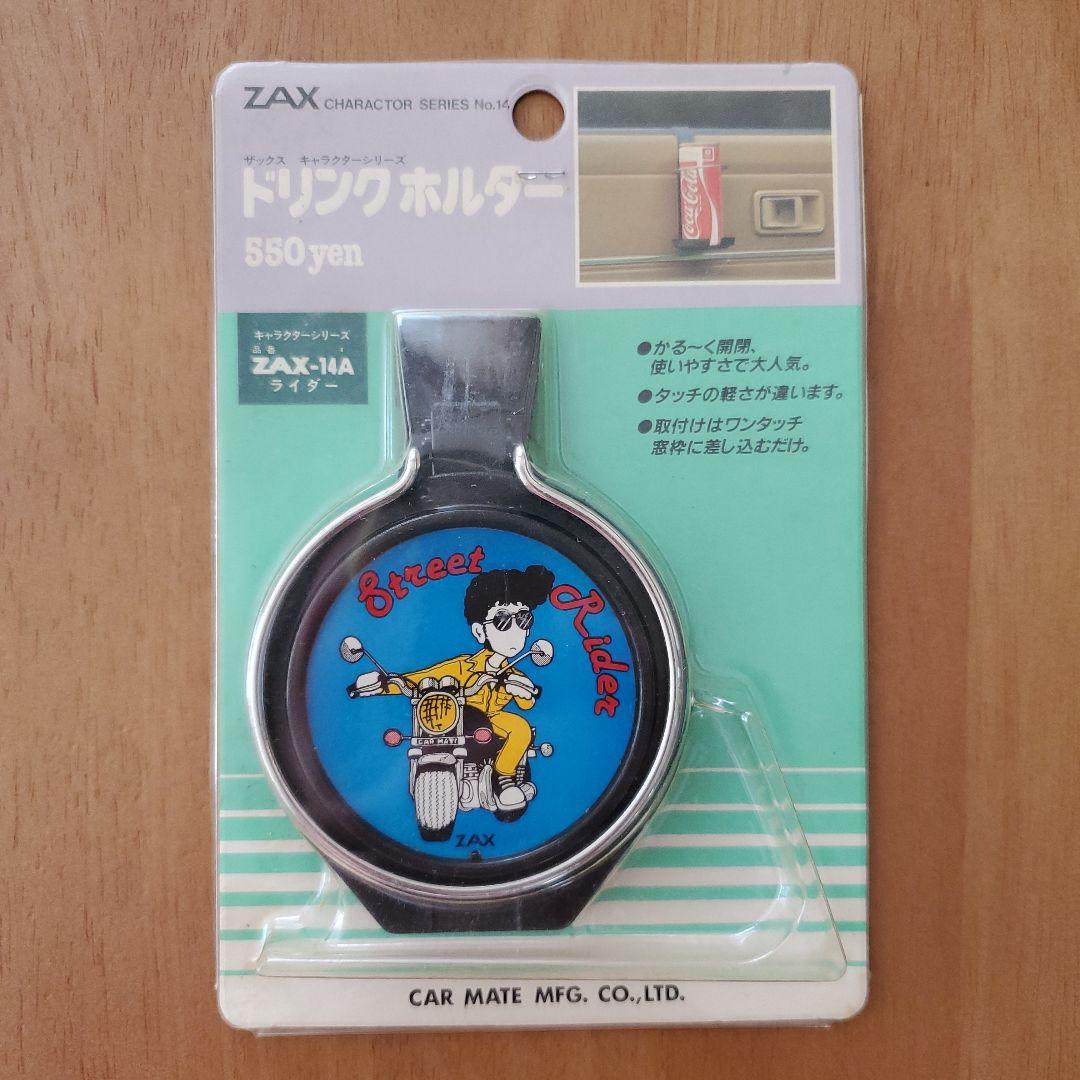 ZAX CHARACTOR SERIES No.14
ザックス キャラクターシリーズ
ドリンクホルダー
550yen
Coca-Cola
キャラクターシリーズ
品番
ZAX-14A
ライダー
●かる〜く開閉、
使いやすさで大人気。
●タッチの軽さが違います。
●取付けはワンタッチ
窓枠に差し込むだけ。
Street Rider
CAR MATE
ZAX
CAR MATE MFG. CO.,LTD.